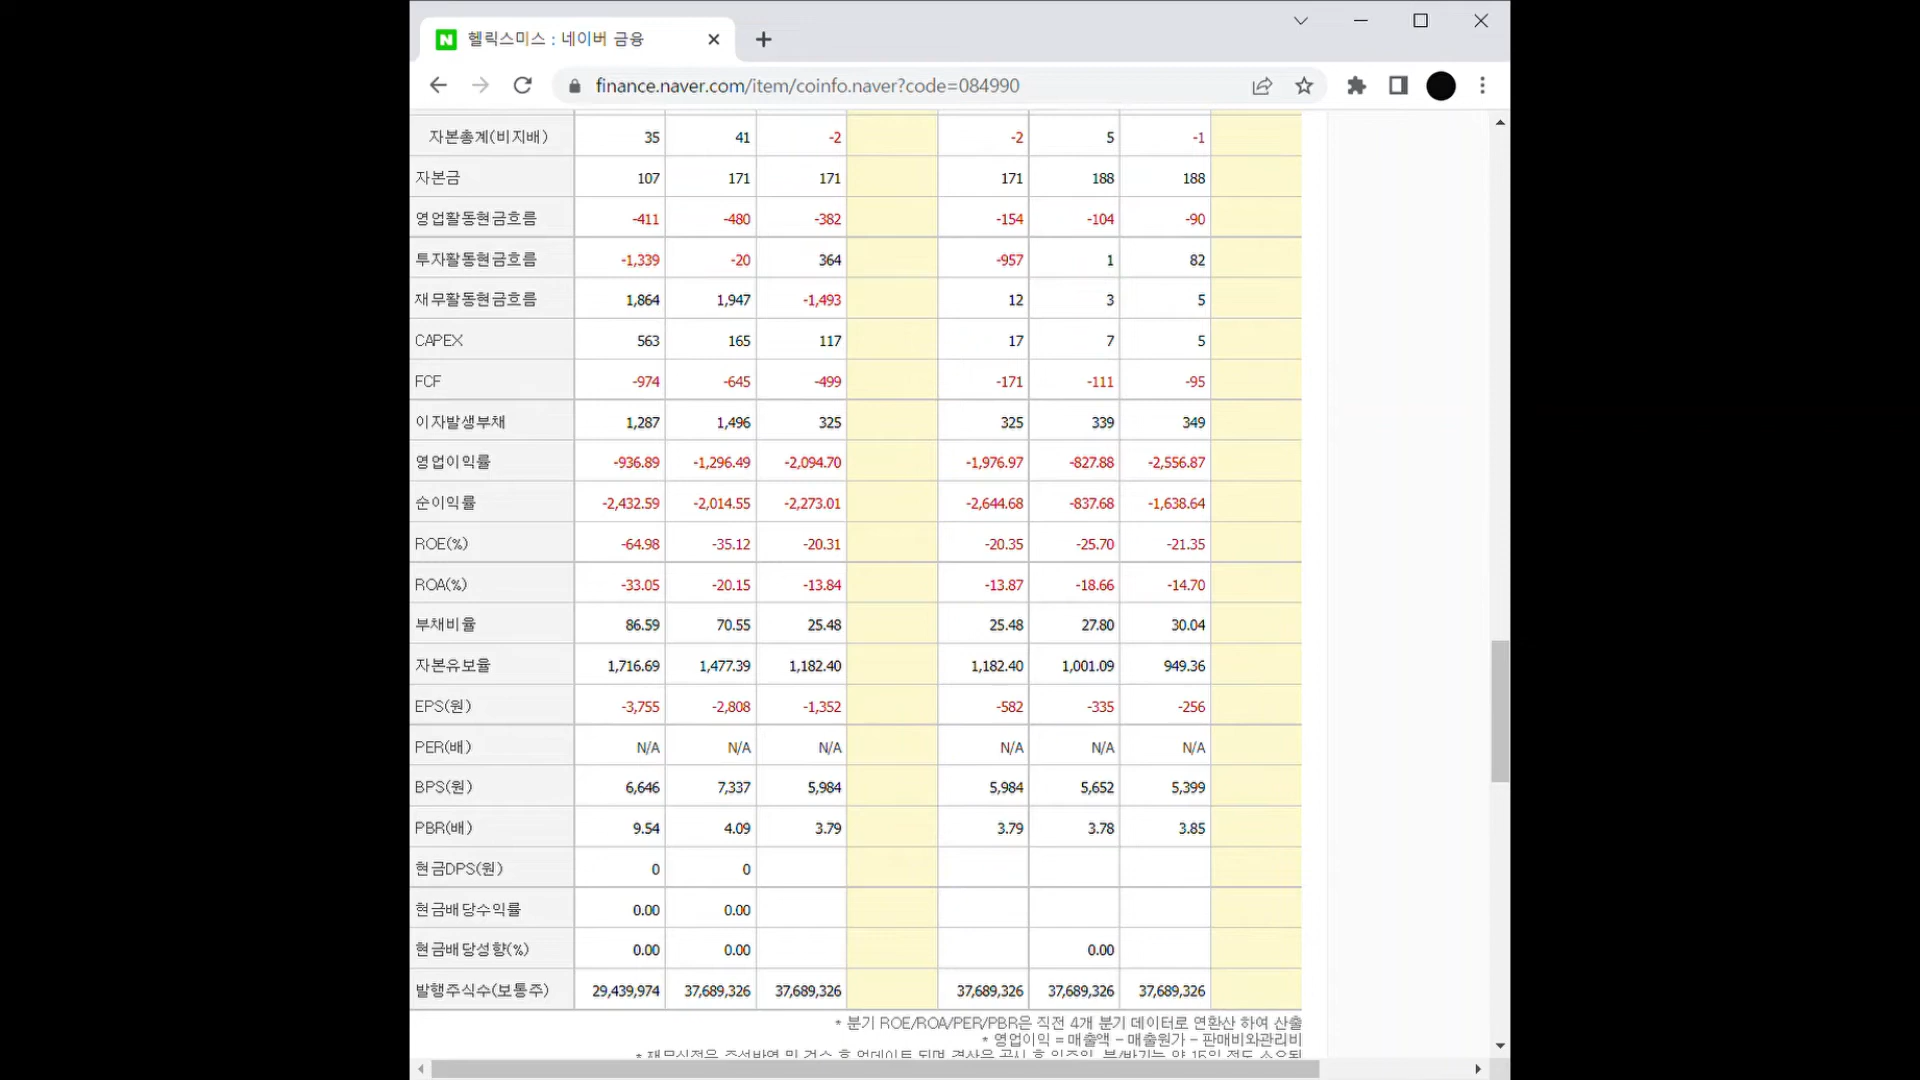 헬릭스미스 : 네이버 금융
finance.naver.com/item/coinfo.naver?code=084990
자본총계(비지배) 35 41 -2 -2 5 -1
자본금 107 171 171 171 188 188
영업활동현금흐름 -411 -480 -382 -154 -104 -90
투자활동현금흐름 -1,339 -20 364 -957 1 82
재무활동현금흐름 1,864 1,947 -1,493 12 3 5
CAPEX 563 165 117 17 7 5
FCF -974 -645 -499 -171 -111 -95
이자발생부채 1,287 1,496 325 325 339 349
영업이익률 -936.89 -1,296.49 -2,094.70 -1,976.97 -827.88 -2,556.87
순이익률 -2,432.59 -2,014.55 -2,273.01 -2,644.68 -837.68 -1,638.64
ROE(%) -64.98 -35.12 -20.31 -20.35 -25.70 -21.35
ROA(%) -33.05 -20.15 -13.84 -13.87 -18.66 -14.70
부채비율 86.59 70.55 25.48 25.48 27.80 30.04
자본유보율 1,716.69 1,477.39 1,182.40 1,182.40 1,001.09 949.36
EPS(원) -3,755 -2,808 -1,352 -582 -335 -256
PER(배) N/A N/A N/A N/A N/A N/A
BPS(원) 6,646 7,337 5,984 5,984 5,652 5,399
PBR(배) 9.54 4.09 3.79 3.79 3.78 3.85
현금DPS(원) 0 0
현금배당수익률 0.00 0.00
현금배당성향(%) 0.00 0.00 0.00
발행주식수(보통주) 29,439,974 37,689,326 37,689,326 37,689,326 37,689,326 37,689,326
* 분기 ROE/ROA/PER/PBR은 직전 4개 분기 데이터로 연환산 하여 산출
* 영업이익 = 매출액 - 매출원가 - 판매비와관리비